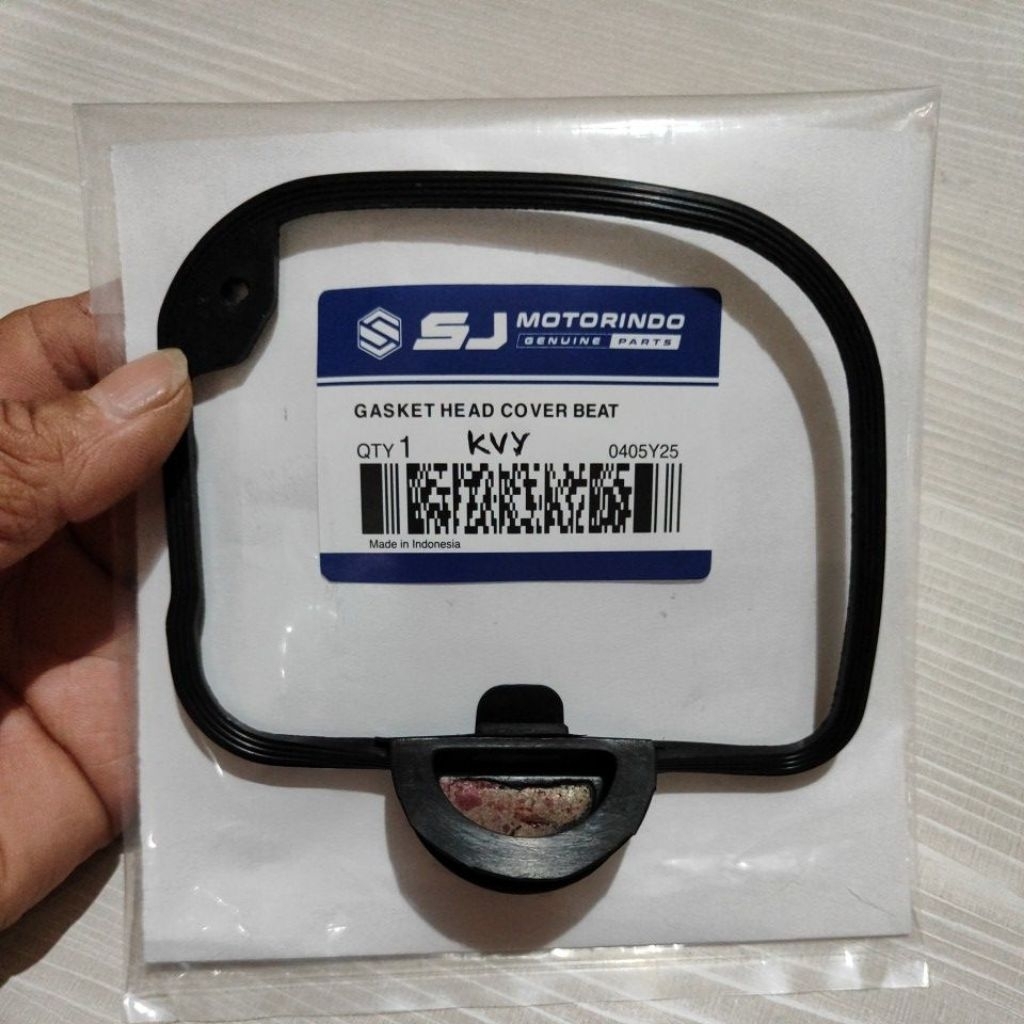 SJ MOTORINDO
GENUINE PARTS
GASKET HEAD COVER BEAT
QTY 1 KVY 0405Y25
Made in Indonesia